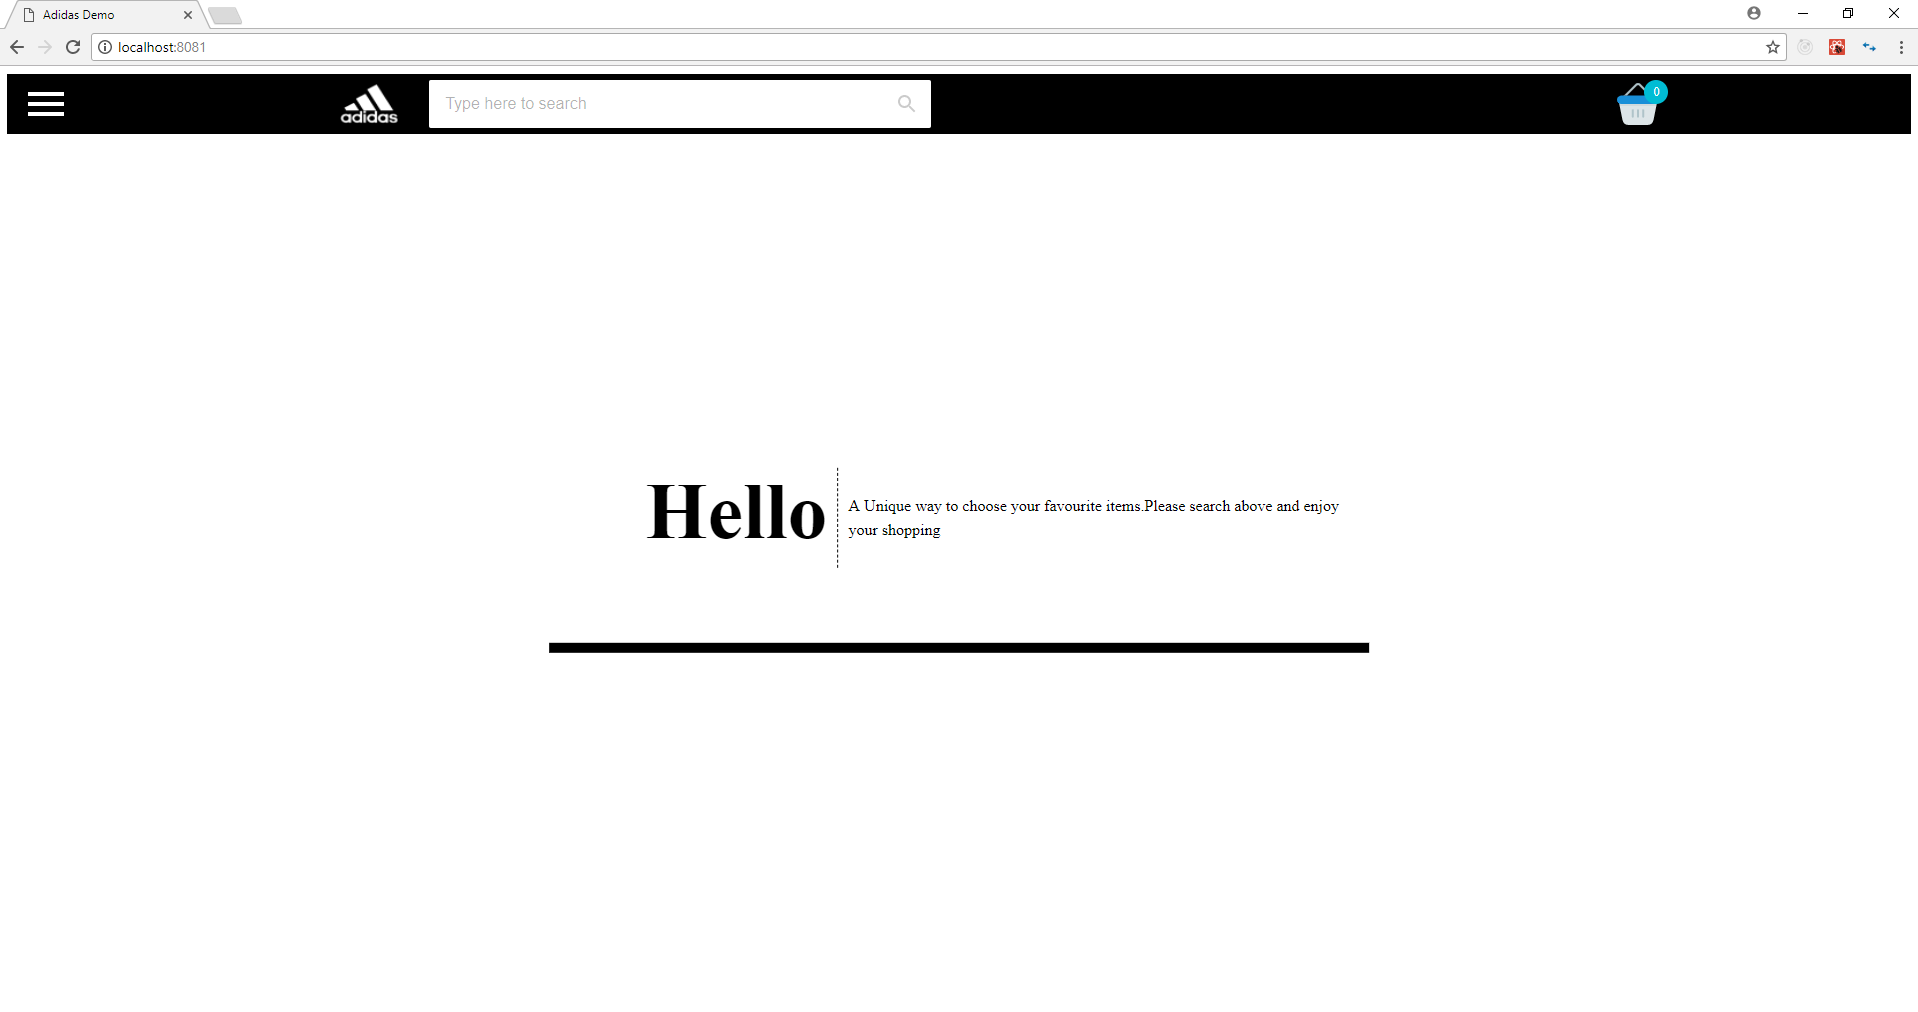 Adidas Demo
localhost:8081
adidas
Type here to search
0
Hello
A Unique way to choose your favourite items.Please search above and enjoy
your shopping